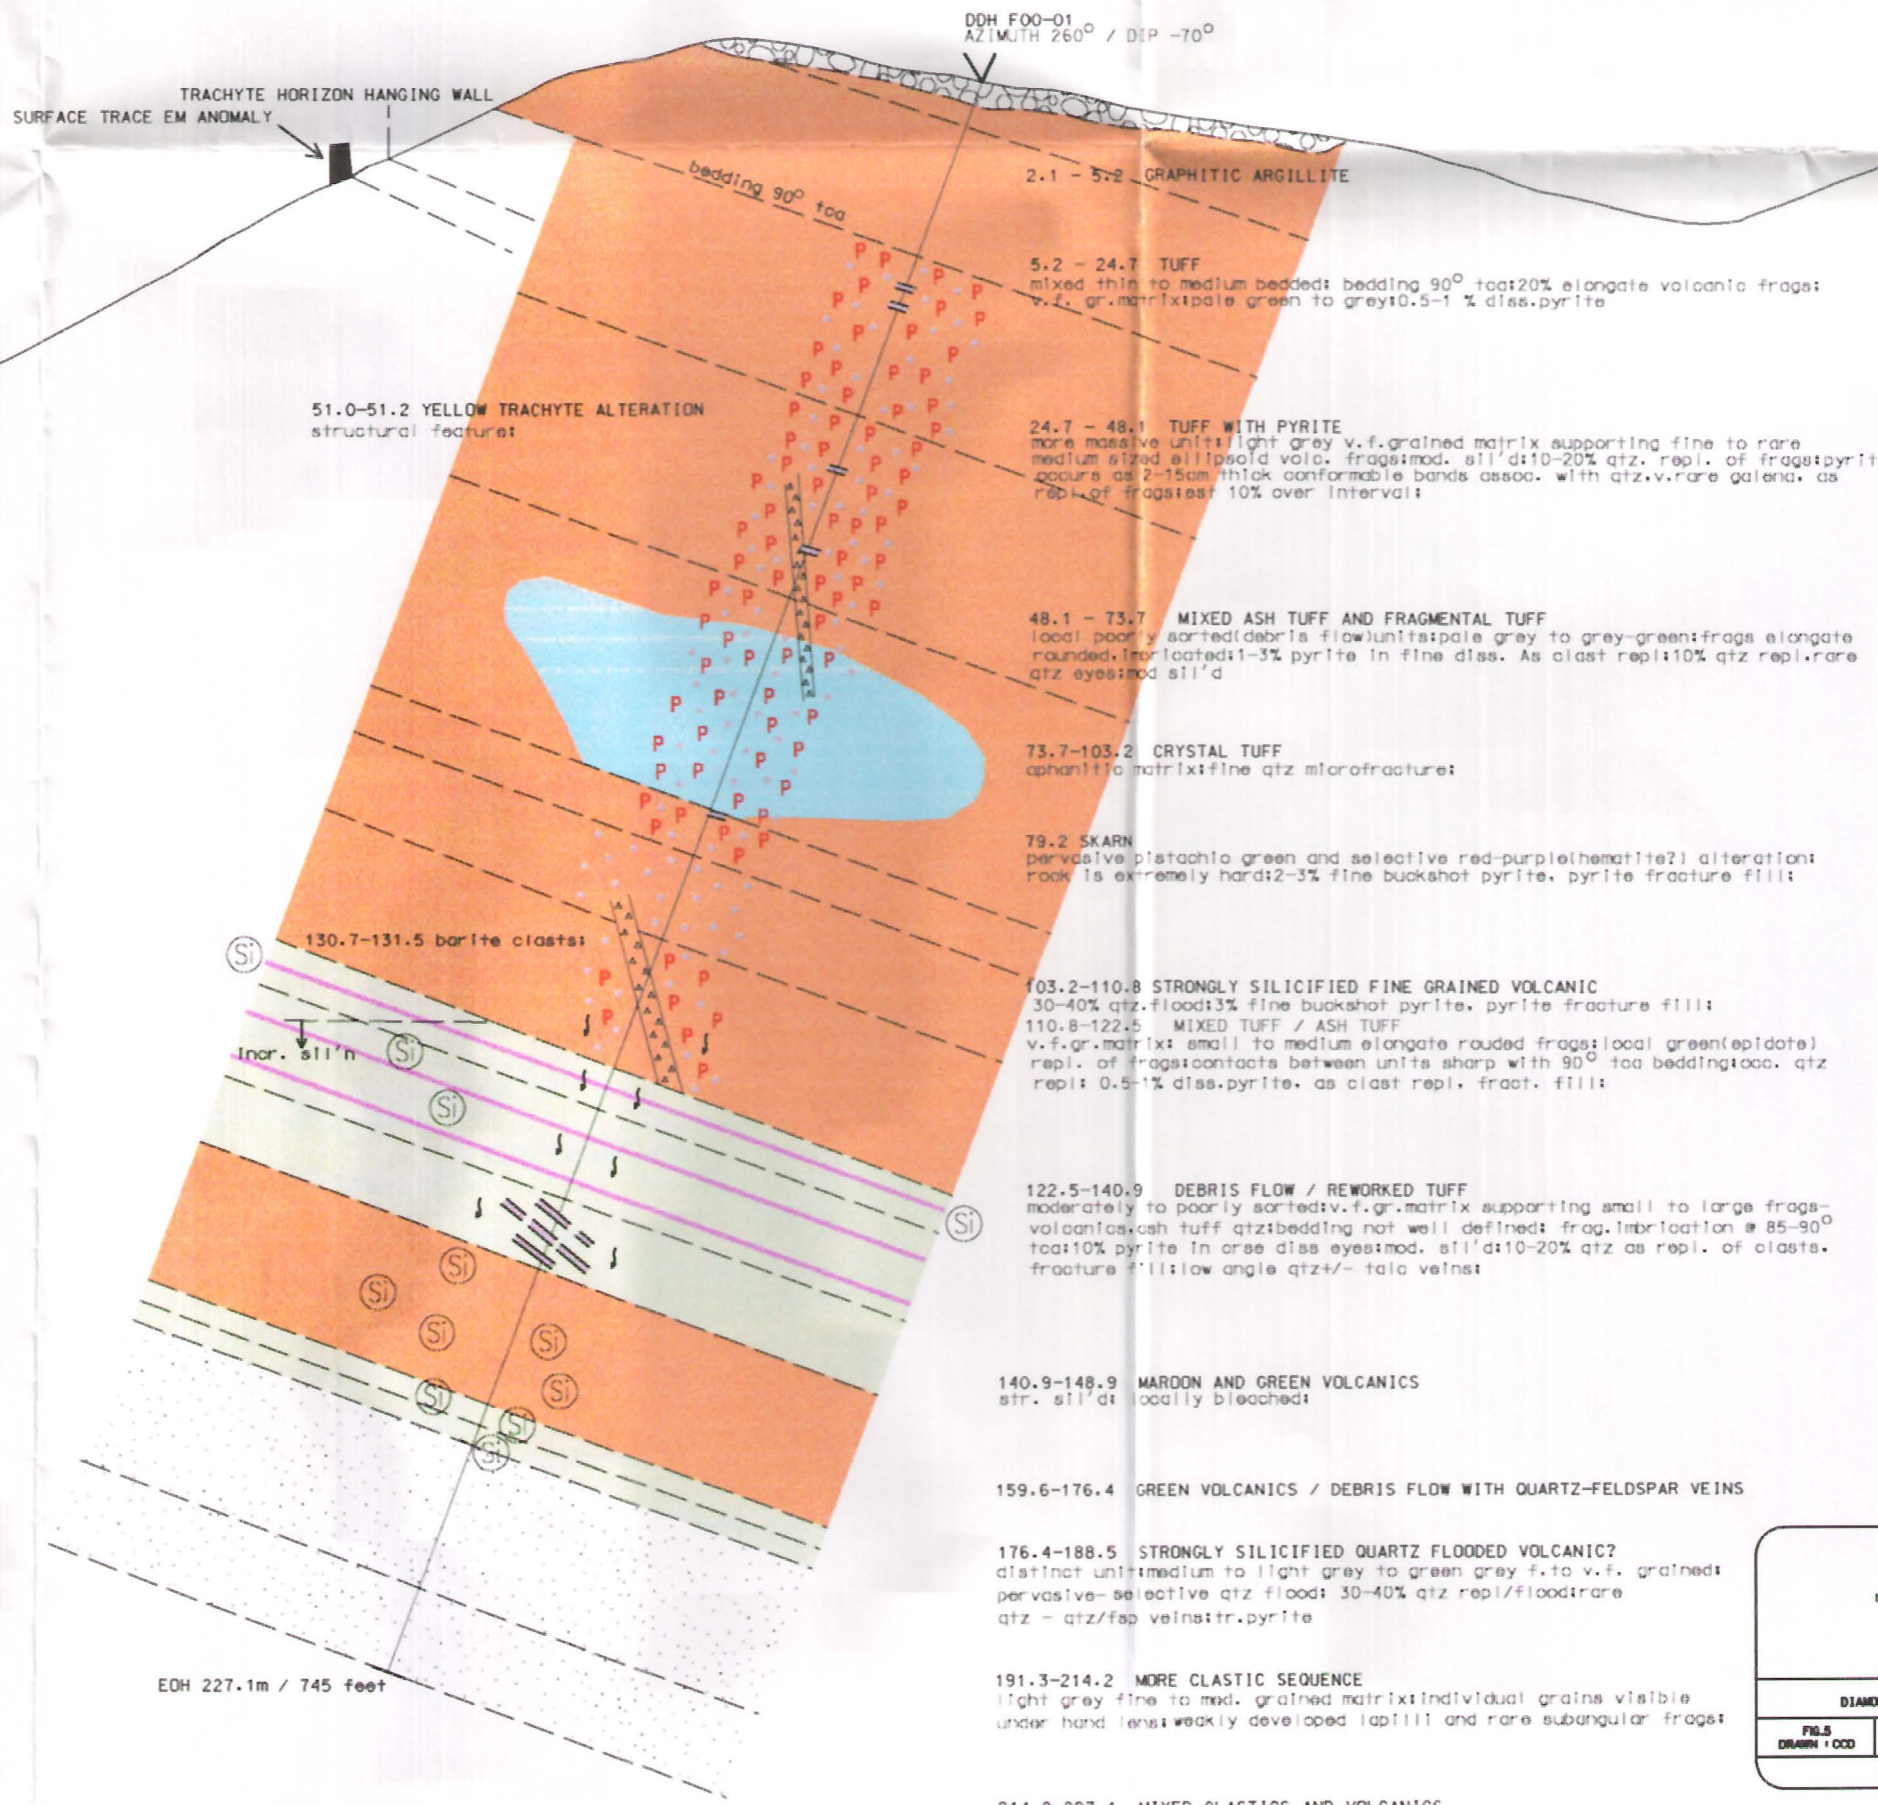 DDH F00-01
AZIMUTH 260° / DIP -70°
TRACHYTE HORIZON HANGING WALL
SURFACE TRACE EM ANOMALY
bedding 90° tca
2.1 - 5.2 GRAPHITIC ARGILLITE
5.2 - 24.7 TUFF
mixed thin to medium bedded: bedding 90° tca:20% elongate volcanic frags:
v.f. gr.matrix:pale green to grey:0.5-1 % diss.pyrite
51.0-51.2 YELLOW TRACHYTE ALTERATION
structural feature:
24.7 - 48.1 TUFF WITH PYRITE
more massive unit:light grey v.f.grained matrix supporting fine to rare
medium sized ellipsoid volc. frags:mod. sil'd:10-20% qtz. repl. of frags:pyrit
occurs as 2-15cm thick conformable bands assoc. with qtz.v.rare galena. as
repl.of frags:est 10% over interval:
48.1 - 73.7 MIXED ASH TUFF AND FRAGMENTAL TUFF
local poorly sorted(debris flow)units:pale grey to grey-green:frags elongate
rounded.imbricated:1-3% pyrite in fine diss. As clast repl:10% qtz repl.rare
qtz eyes:mod sil'd
73.7-103.2 CRYSTAL TUFF
aphanitic matrix:fine qtz microfracture:
79.2 SKARN
pervasive pistachio green and selective red-purple(hematite?) alteration:
rock is extremely hard:2-3% fine buckshot pyrite. pyrite fracture fill:
130.7-131.5 barite clasts:
103.2-110.8 STRONGLY SILICIFIED FINE GRAINED VOLCANIC
30-40% qtz.flood:3% fine buckshot pyrite. pyrite fracture fill:
110.8-122.5 MIXED TUFF / ASH TUFF
v.f.gr.matrix: small to medium elongate rouded frags:local green(epidote)
repl. of frags:contacts between units sharp with 90° tca bedding:occ. qtz
repl: 0.5-1% diss.pyrite. as clast repl. fract. fill:
Incr. sil'n
122.5-140.9 DEBRIS FLOW / REWORKED TUFF
moderately to poorly sorted:v.f.gr.matrix supporting small to large frags-
volcanics.ash tuff qtz:bedding not well defined: frag.imbrication @ 85-90°
tca:10% pyrite in crse diss eyes:mod. sil'd:10-20% qtz as repl. of clasts.
fracture fill:low angle qtz+/- talc veins:
140.9-148.9 MAROON AND GREEN VOLCANICS
str. sil'd: locally bleached:
159.6-176.4 GREEN VOLCANICS / DEBRIS FLOW WITH QUARTZ-FELDSPAR VEINS
176.4-188.5 STRONGLY SILICIFIED QUARTZ FLOODED VOLCANIC?
distinct unit:medium to light grey to green grey f.to v.f. grained:
pervasive- selective qtz flood: 30-40% qtz repl/flood:rare
qtz - qtz/fsp veins:tr.pyrite
EOH 227.1m / 745 feet
191.3-214.2 MORE CLASTIC SEQUENCE
light grey fine to med. grained matrix:individual grains visible
under hand lens:weakly developed lapilli and rare subangular frags:
MIXED CLASTICS AND VOLCANICS
DIAMO
FIG.5
DRAWN : CCD